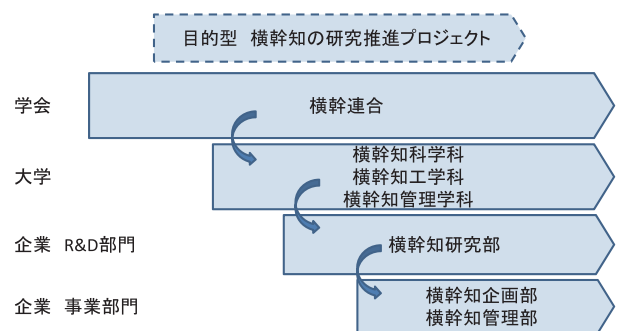 目的型 横幹知の研究推進プロジェクト
学会
横幹連合
大学
横幹知科学科
横幹知工学科
横幹知管理学科
企業 R&D部門
横幹知研究部
企業 事業部門
横幹知企画部
横幹知管理部